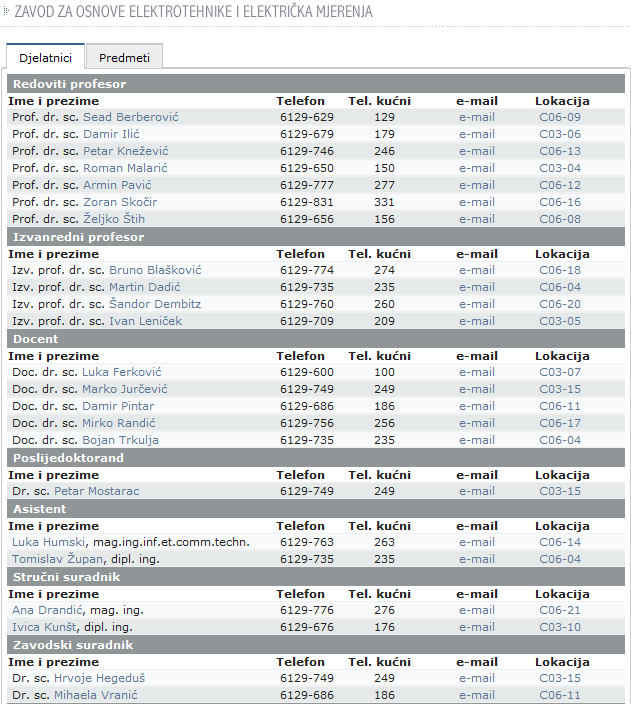 ZAVOD ZA OSNOVE ELEKTROTEHNIKE I ELEKTRIČKA MJERENJA
Djelatnici Predmeti
Redoviti profesor
Ime i prezime Telefon Tel. kućni e-mail Lokacija
Prof. dr. sc. Sead Berberović 6129-629 129 e-mail C06-09
Prof. dr. sc. Damir Ilić 6129-679 179 e-mail C03-06
Prof. dr. sc. Petar Knežević 6129-746 246 e-mail C06-13
Prof. dr. sc. Roman Malarić 6129-650 150 e-mail C03-04
Prof. dr. sc. Armin Pavić 6129-777 277 e-mail C06-12
Prof. dr. sc. Zoran Skočir 6129-831 331 e-mail C06-16
Prof. dr. sc. Željko Štih 6129-656 156 e-mail C06-08
Izvanredni profesor
Ime i prezime Telefon Tel. kućni e-mail Lokacija
Izv. prof. dr. sc. Bruno Blašković 6129-774 274 e-mail C06-18
Izv. prof. dr. sc. Martin Dadić 6129-735 235 e-mail C06-04
Izv. prof. dr. sc. Šandor Dembitz 6129-760 260 e-mail C06-20
Izv. prof. dr. sc. Ivan Leniček 6129-709 209 e-mail C03-05
Docent
Ime i prezime Telefon Tel. kućni e-mail Lokacija
Doc. dr. sc. Luka Ferković 6129-600 100 e-mail C03-07
Doc. dr. sc. Marko Jurčević 6129-749 249 e-mail C03-15
Doc. dr. sc. Damir Pintar 6129-686 186 e-mail C06-11
Doc. dr. sc. Mirko Randić 6129-756 256 e-mail C06-17
Doc. dr. sc. Bojan Trkulja 6129-735 235 e-mail C06-04
Poslijedoktorand
Ime i prezime Telefon Tel. kućni e-mail Lokacija
Dr. sc. Petar Mostarac 6129-749 249 e-mail C03-15
Asistent
Ime i prezime Telefon Tel. kućni e-mail Lokacija
Luka Humski, mag.ing.inf.et.comm.techn. 6129-763 263 e-mail C06-14
Tomislav Župan, dipl. ing. 6129-735 235 e-mail C06-04
Stručni suradnik
Ime i prezime Telefon Tel. kućni e-mail Lokacija
Ana Drandić, mag. ing. 6129-776 276 e-mail C06-21
Ivica Kunšt, dipl. ing. 6129-676 176 e-mail C03-10
Zavodski suradnik
Ime i prezime Telefon Tel. kućni e-mail Lokacija
Dr. sc. Hrvoje Hegeduš 6129-749 249 e-mail C03-15
Dr. sc. Mihaela Vranić 6129-686 186 e-mail C06-11